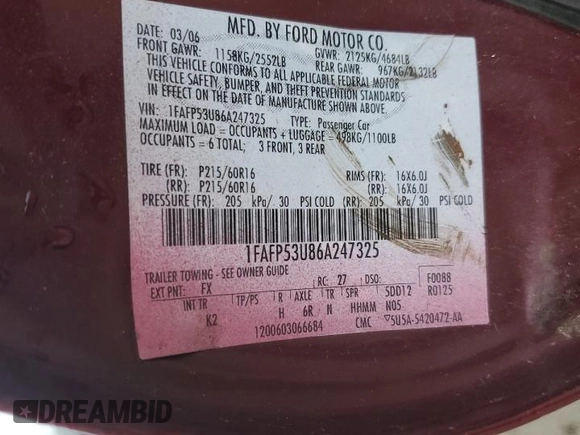 MFD. BY FORD MOTOR CO.
DATE: 03/06 GVWR: 2125KG/4684LB
FRONT GAWR: 1158KG/2552LB REAR GAWR: 967KG/2132LB
THIS VEHICLE CONFORMS TO ALL APPLICABLE FEDERAL MOTOR
VEHICLE SAFETY, BUMPER, AND THEFT PREVENTION STANDARDS
IN EFFECT ON THE DATE OF MANUFACTURE SHOWN ABOVE.
VIN: 1FAFP53U86A247325 TYPE: Passenger Car
MAXIMUM LOAD = OCCUPANTS + LUGGAGE = 498KG/1100LB
OCCUPANTS = 6 TOTAL; 3 FRONT, 3 REAR
TIRE (FR): P215/60R16 RIMS (FR): 16X6.0J
(RR): P215/60R16 (RR): 16X6.0J
PRESSURE (FR): 205 kPa/ 30 PSI COLD (RR): 205 kPa/ 30 PSI COLD
1FAFP53U86A247325
TRAILER TOWING - SEE OWNER GUIDE
EXT PNT: FX RC: 27 DSO: F0088
INT TR TP/PS R AXLE TR SPR 5DD12 R0125
K2 H 6R N HHMM N05
1200603066684 CMC 5U5A-5420472-AA
DREAMBID